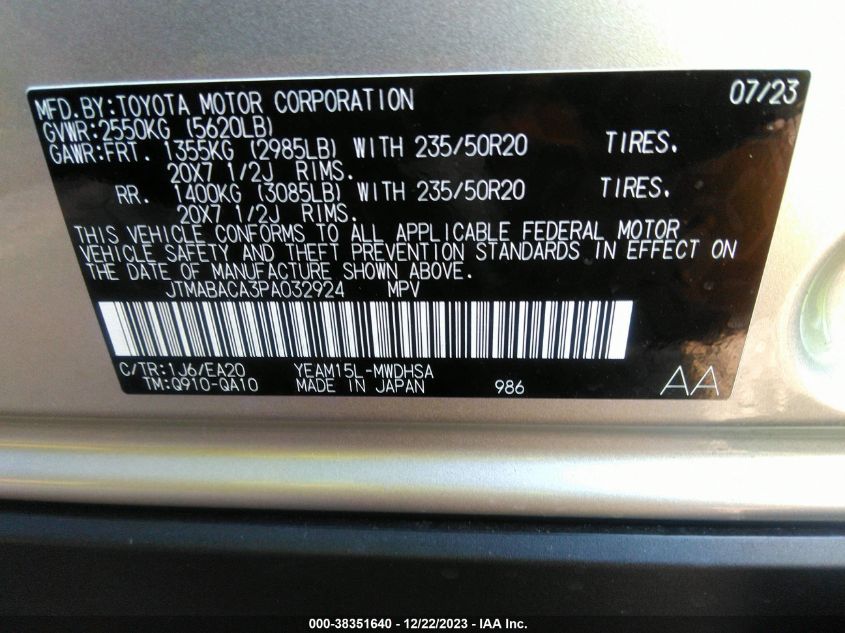 MFD.BY:TOYOTA MOTOR CORPORATION 07/23
GVWR:2550KG (5620LB)
GAWR:FRT. 1355KG (2985LB) WITH 235/50R20 TIRES.
20X7 1/2J RIMS.
RR. 1400KG (3085LB) WITH 235/50R20 TIRES.
20X7 1/2J RIMS.
THIS VEHICLE CONFORMS TO ALL APPLICABLE FEDERAL MOTOR
VEHICLE SAFETY AND THEFT PREVENTION STANDARDS IN EFFECT ON
THE DATE OF MANUFACTURE SHOWN ABOVE.
JTMABACA3PA032924 MPV
C/TR:1J6/EA20 YEAM15L-MWDHSA
TM:Q910-QA10 MADE IN JAPAN 986 AA
000-38351640 - 12/22/2023 - IAA Inc.